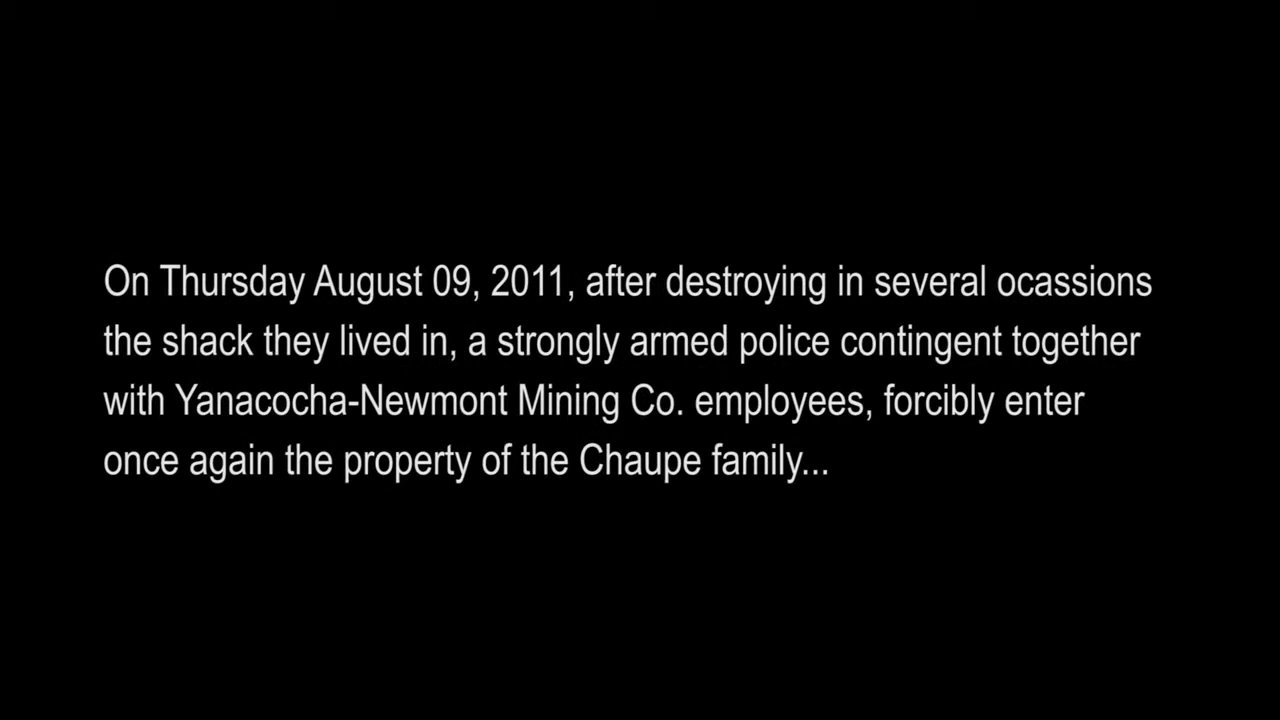 On Thursday August 09, 2011, after destroying in several ocassions
the shack they lived in, a strongly armed police contingent together
with Yanacocha-Newmont Mining Co. employees, forcibly enter
once again the property of the Chaupe family...